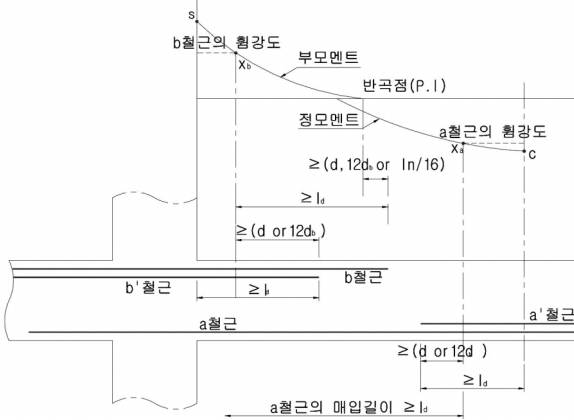 S
b철근의 휨강도
Xb
부모멘트
반곡점(P.I)
정모멘트
a철근의 휨강도
Xa
C
≥(d,12db or ln/16)
≥ld
≥(d or 12db)
b철근
b'철근
≥ld
a철근
a'철근
≥(d or 12d )
≥ld
a철근의 매입길이 ≥ld